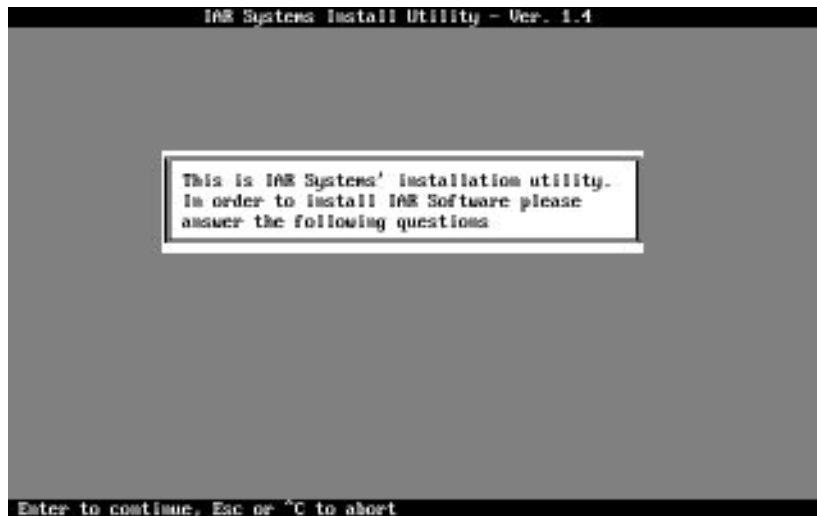 IAR Systems Install Utility - Ver. 1.4
This is IAR Systems' installation utility.
In order to install IAR Software please
answer the following questions
Enter to continue, Esc or ^C to abort